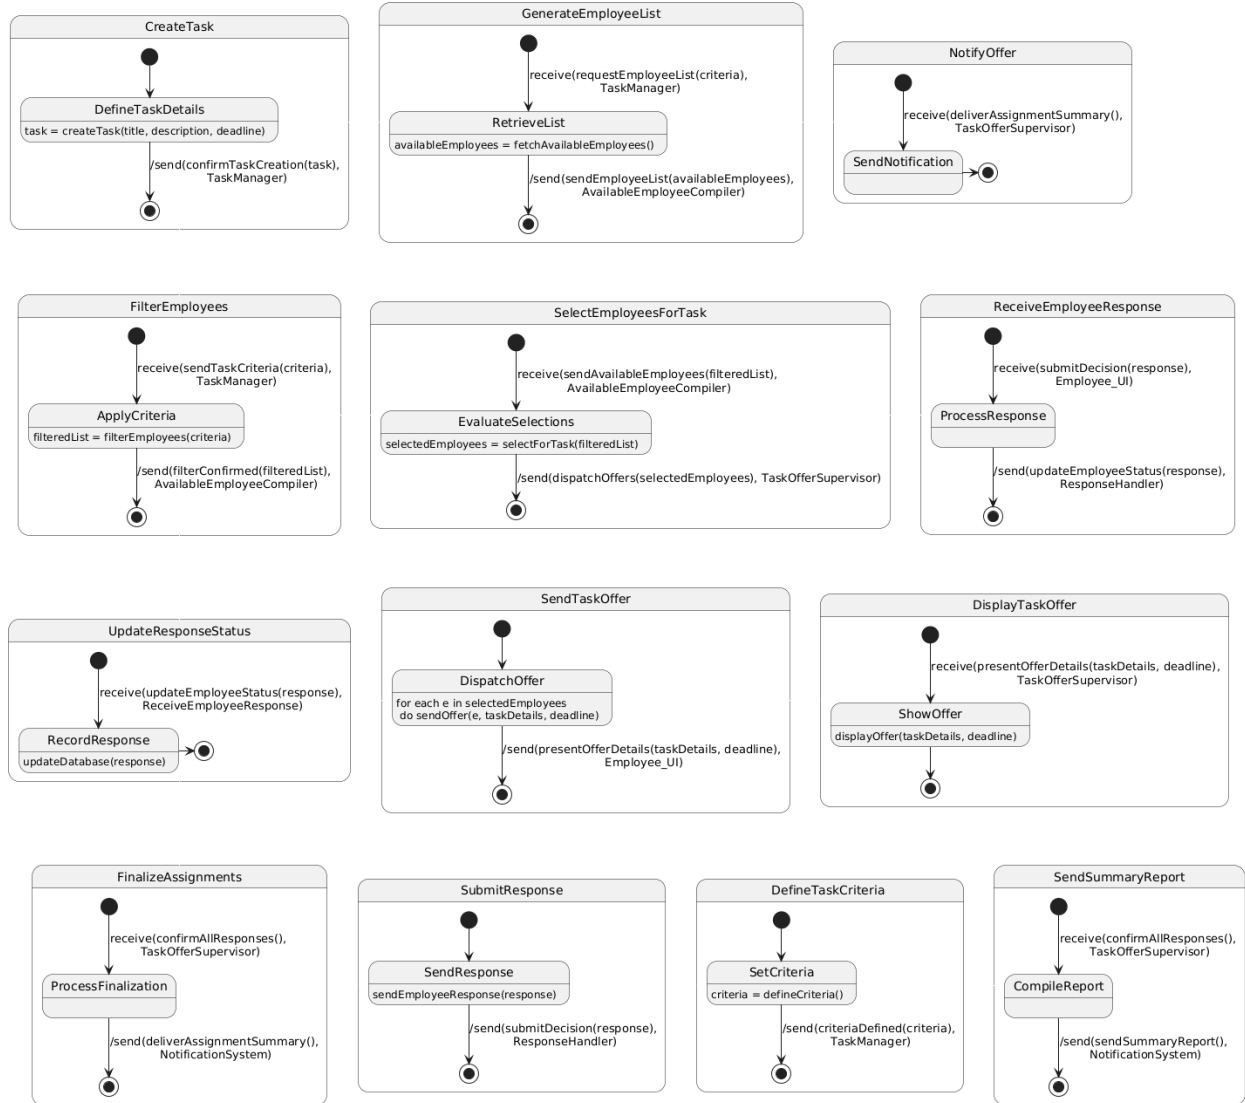 CreateTask
DefineTaskDetails
task = createTask(title, description, deadline)
/send(confirmTaskCreation(task),
TaskManager)
GenerateEmployeeList
receive(requestEmployeeList(criteria),
TaskManager)
RetrieveList
availableEmployees = fetchAvailableEmployees()
/send(sendEmployeeList(availableEmployees),
AvailableEmployeeCompiler)
NotifyOffer
receive(deliverAssignmentSummary(),
TaskOfferSupervisor)
SendNotification
FilterEmployees
receive(sendTaskCriteria(criteria),
TaskManager)
ApplyCriteria
filteredList = filterEmployees(criteria)
/send(filterConfirmed(filteredList),
AvailableEmployeeCompiler)
SelectEmployeesForTask
receive(sendAvailableEmployees(filteredList),
AvailableEmployeeCompiler)
EvaluateSelections
selectedEmployees = selectForTask(filteredList)
/send(dispatchOffers(selectedEmployees), TaskOfferSupervisor)
ReceiveEmployeeResponse
receive(submitDecision(response),
Employee_UI)
ProcessResponse
/send(updateEmployeeStatus(response),
ResponseHandler)
UpdateResponseStatus
receive(updateEmployeeStatus(response),
ReceiveEmployeeResponse)
RecordResponse
updateDatabase(response)
SendTaskOffer
DispatchOffer
for each e in selectedEmployees
do sendOffer(e, taskDetails, deadline)
/send(presentOfferDetails(taskDetails, deadline),
Employee_UI)
DisplayTaskOffer
receive(presentOfferDetails(taskDetails, deadline),
TaskOfferSupervisor)
ShowOffer
displayOffer(taskDetails, deadline)
FinalizeAssignments
receive(confirmAllResponses(),
TaskOfferSupervisor)
ProcessFinalization
/send(deliverAssignmentSummary(),
NotificationSystem)
SubmitResponse
SendResponse
sendEmployeeResponse(response)
/send(submitDecision(response),
ResponseHandler)
DefineTaskCriteria
SetCriteria
criteria = defineCriteria()
/send(criteriaDefined(criteria),
TaskManager)
SendSummaryReport
receive(confirmAllResponses(),
TaskOfferSupervisor)
CompileReport
/send(sendSummaryReport(),
NotificationSystem)